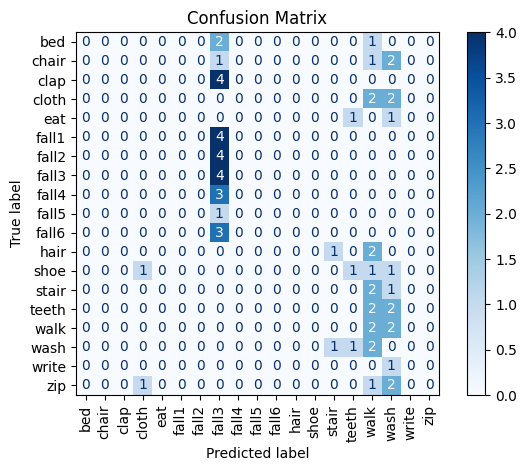 Confusion Matrix
True label
bed 0 0 0 0 0 0 0 2 0 0 0 0 0 0 0 1 0 0 0
chair 0 0 0 0 0 0 0 1 0 0 0 0 0 0 0 1 2 0 0
clap 0 0 0 0 0 0 0 4 0 0 0 0 0 0 0 0 0 0 0
cloth 0 0 0 0 0 0 0 0 0 0 0 0 0 0 0 2 2 0 0
eat 0 0 0 0 0 0 0 0 0 0 0 0 0 0 1 0 1 0 0
fall1 0 0 0 0 0 0 0 4 0 0 0 0 0 0 0 0 0 0 0
fall2 0 0 0 0 0 0 0 4 0 0 0 0 0 0 0 0 0 0 0
fall3 0 0 0 0 0 0 0 4 0 0 0 0 0 0 0 0 0 0 0
fall4 0 0 0 0 0 0 0 3 0 0 0 0 0 0 0 0 0 0 0
fall5 0 0 0 0 0 0 0 1 0 0 0 0 0 0 0 0 0 0 0
fall6 0 0 0 0 0 0 0 3 0 0 0 0 0 0 0 0 0 0 0
hair 0 0 0 0 0 0 0 0 0 0 0 0 0 1 0 2 0 0 0
shoe 0 0 0 1 0 0 0 0 0 0 0 0 0 0 1 1 1 0 0
stair 0 0 0 0 0 0 0 0 0 0 0 0 0 0 0 2 1 0 0
teeth 0 0 0 0 0 0 0 0 0 0 0 0 0 0 0 2 2 0 0
walk 0 0 0 0 0 0 0 0 0 0 0 0 0 0 0 2 2 0 0
wash 0 0 0 0 0 0 0 0 0 0 0 0 0 1 1 2 0 0 0
write 0 0 0 0 0 0 0 0 0 0 0 0 0 0 0 0 1 0 0
zip 0 0 0 1 0 0 0 0 0 0 0 0 0 0 0 1 2 0 0
bed chair clap cloth eat fall1 fall2 fall3 fall4 fall5 fall6 hair shoe stair teeth walk wash write zip
Predicted label
4.0
3.5
3.0
2.5
2.0
1.5
1.0
0.5
0.0